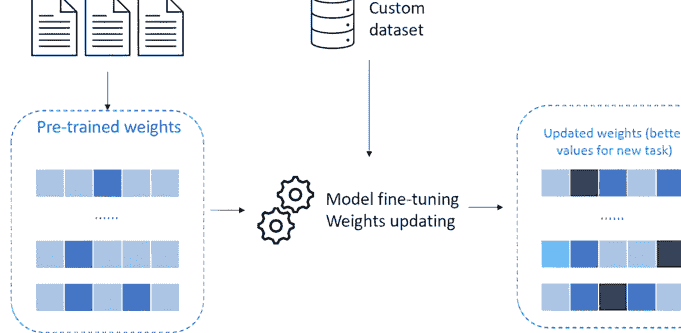 Custom
dataset
Pre-trained weights
......
Model fine-tuning
Weights updating
Updated weights (bette
values for new task)
......